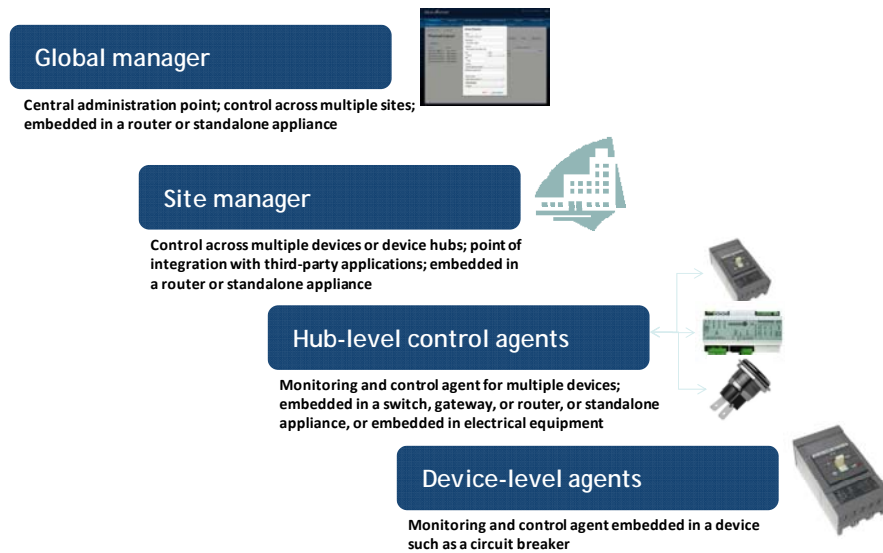 Global manager
Central administration point; control across multiple sites;
embedded in a router or standalone appliance
Site manager
Control across multiple devices or device hubs; point of
integration with third-party applications; embedded in
a router or standalone appliance
Hub-level control agents
Monitoring and control agent for multiple devices;
embedded in a switch, gateway, or router, or standalone
appliance, or embedded in electrical equipment
Device-level agents
Monitoring and control agent embedded in a device
such as a circuit breaker